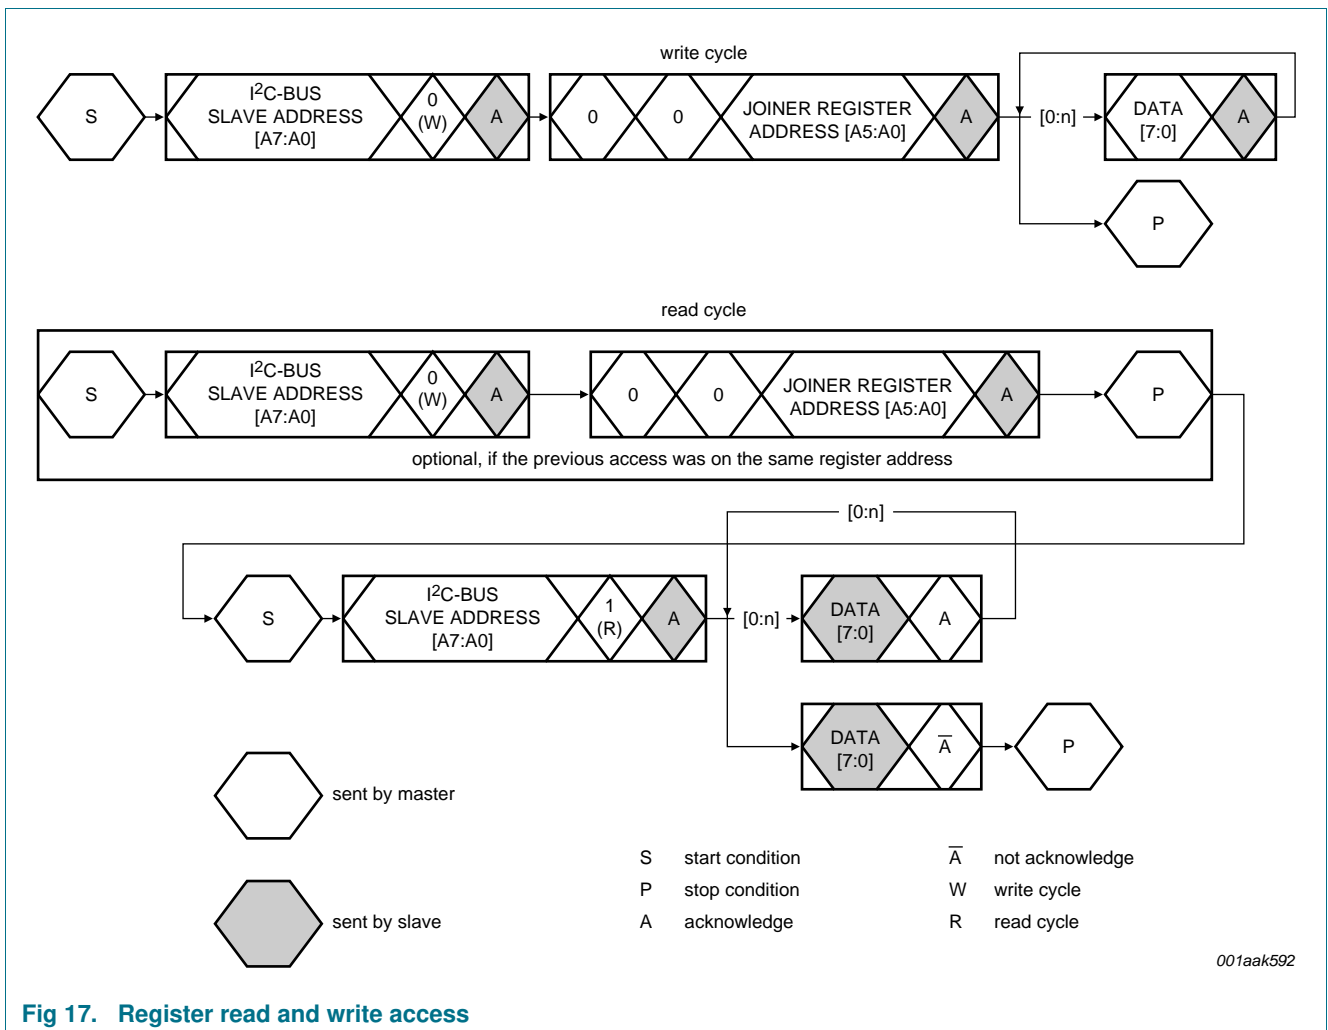 write cycle
S
I²C-BUS
SLAVE ADDRESS
[A7:A0]
0
(W)
A
0
0
JOINER REGISTER
ADDRESS [A5:A0]
A
[0:n]
DATA
[7:0]
A
P
read cycle
S
I²C-BUS
SLAVE ADDRESS
[A7:A0]
0
(W)
A
0
0
JOINER REGISTER
ADDRESS [A5:A0]
A
P
optional, if the previous access was on the same register address
[0:n]
S
I²C-BUS
SLAVE ADDRESS
[A7:A0]
1
(R)
A
[0:n]
DATA
[7:0]
A
DATA
[7:0]
A̅
P
sent by master
sent by slave
S start condition
P stop condition
A acknowledge
A̅ not acknowledge
W write cycle
R read cycle
001aak592
Fig 17. Register read and write access